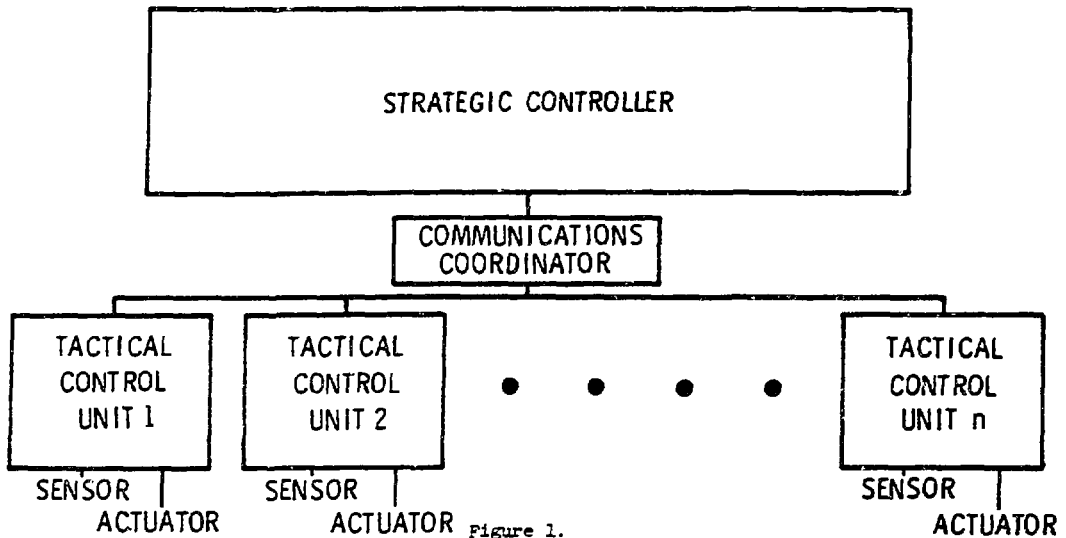 STRATEGIC CONTROLLER
COMMUNICATIONS
COORDINATOR
TACTICAL
CONTROL
UNIT 1
TACTICAL
CONTROL
UNIT 2
TACTICAL
CONTROL
UNIT n
SENSOR
ACTUATOR
SENSOR
ACTUATOR
SENSOR
ACTUATOR
Figure 1.